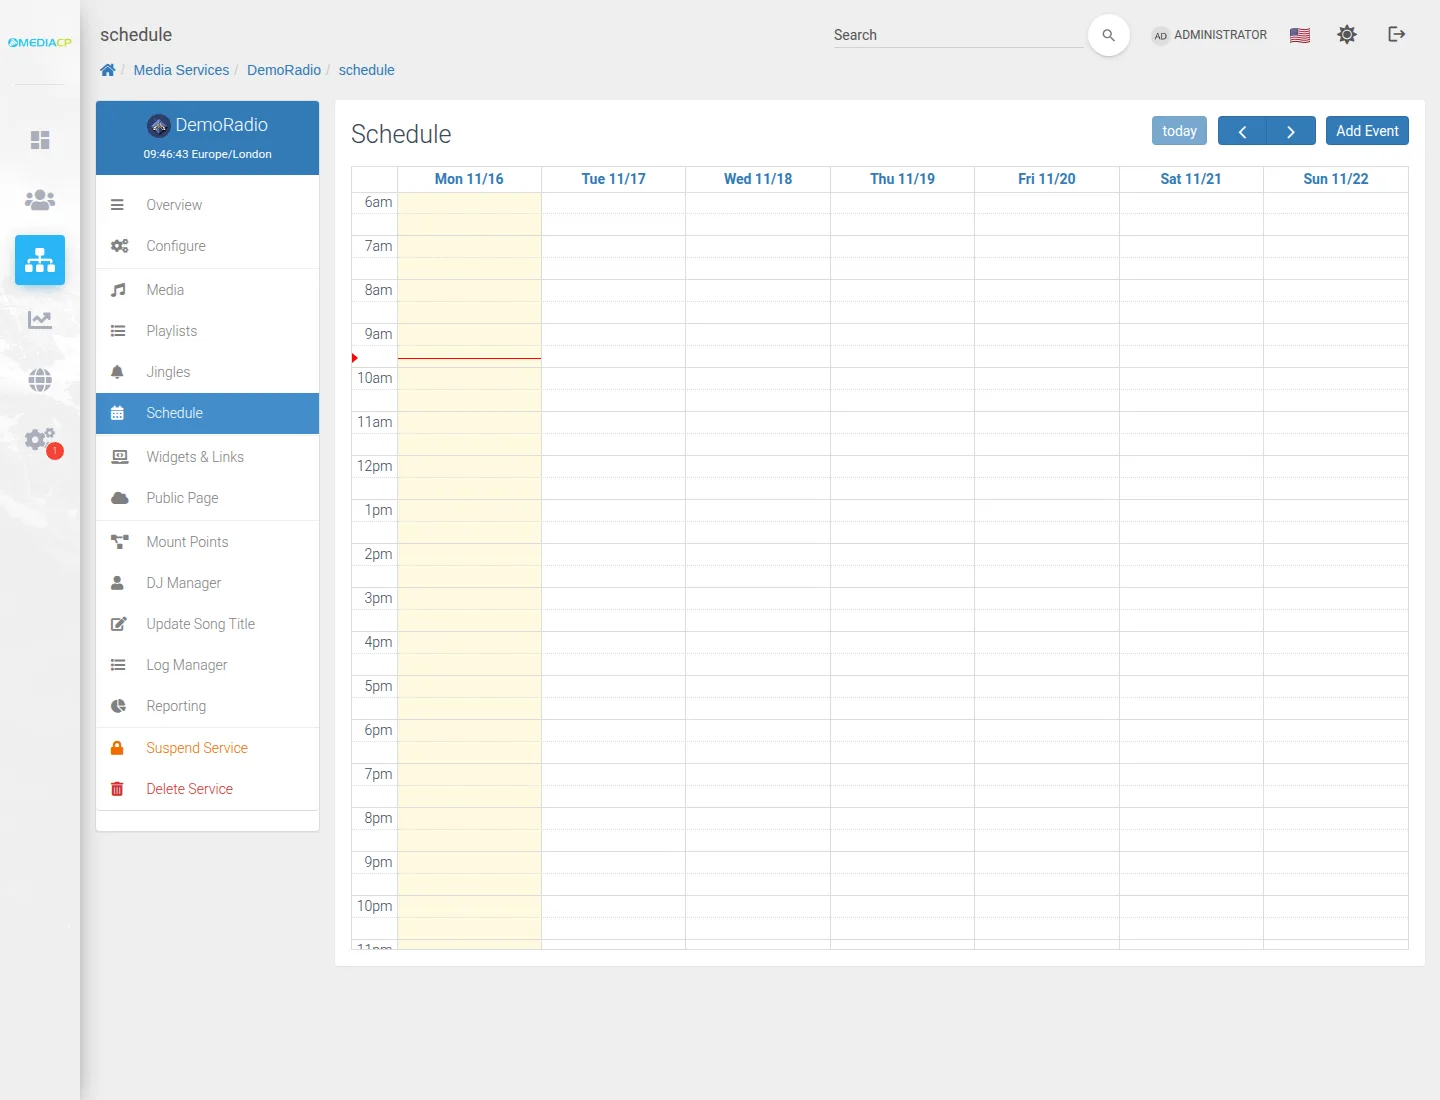 MEDIACP
schedule
Search
AD ADMINISTRATOR
/ Media Services / DemoRadio / schedule
DemoRadio
09:46:43 Europe/London
Overview
Configure
Media
Playlists
Jingles
Schedule
Widgets & Links
Public Page
Mount Points
DJ Manager
Update Song Title
Log Manager
Reporting
Suspend Service
Delete Service
1
Schedule
today
Add Event
Mon 11/16 Tue 11/17 Wed 11/18 Thu 11/19 Fri 11/20 Sat 11/21 Sun 11/22
6am
7am
8am
9am
10am
11am
12pm
1pm
2pm
3pm
4pm
5pm
6pm
7pm
8pm
9pm
10pm
11pm